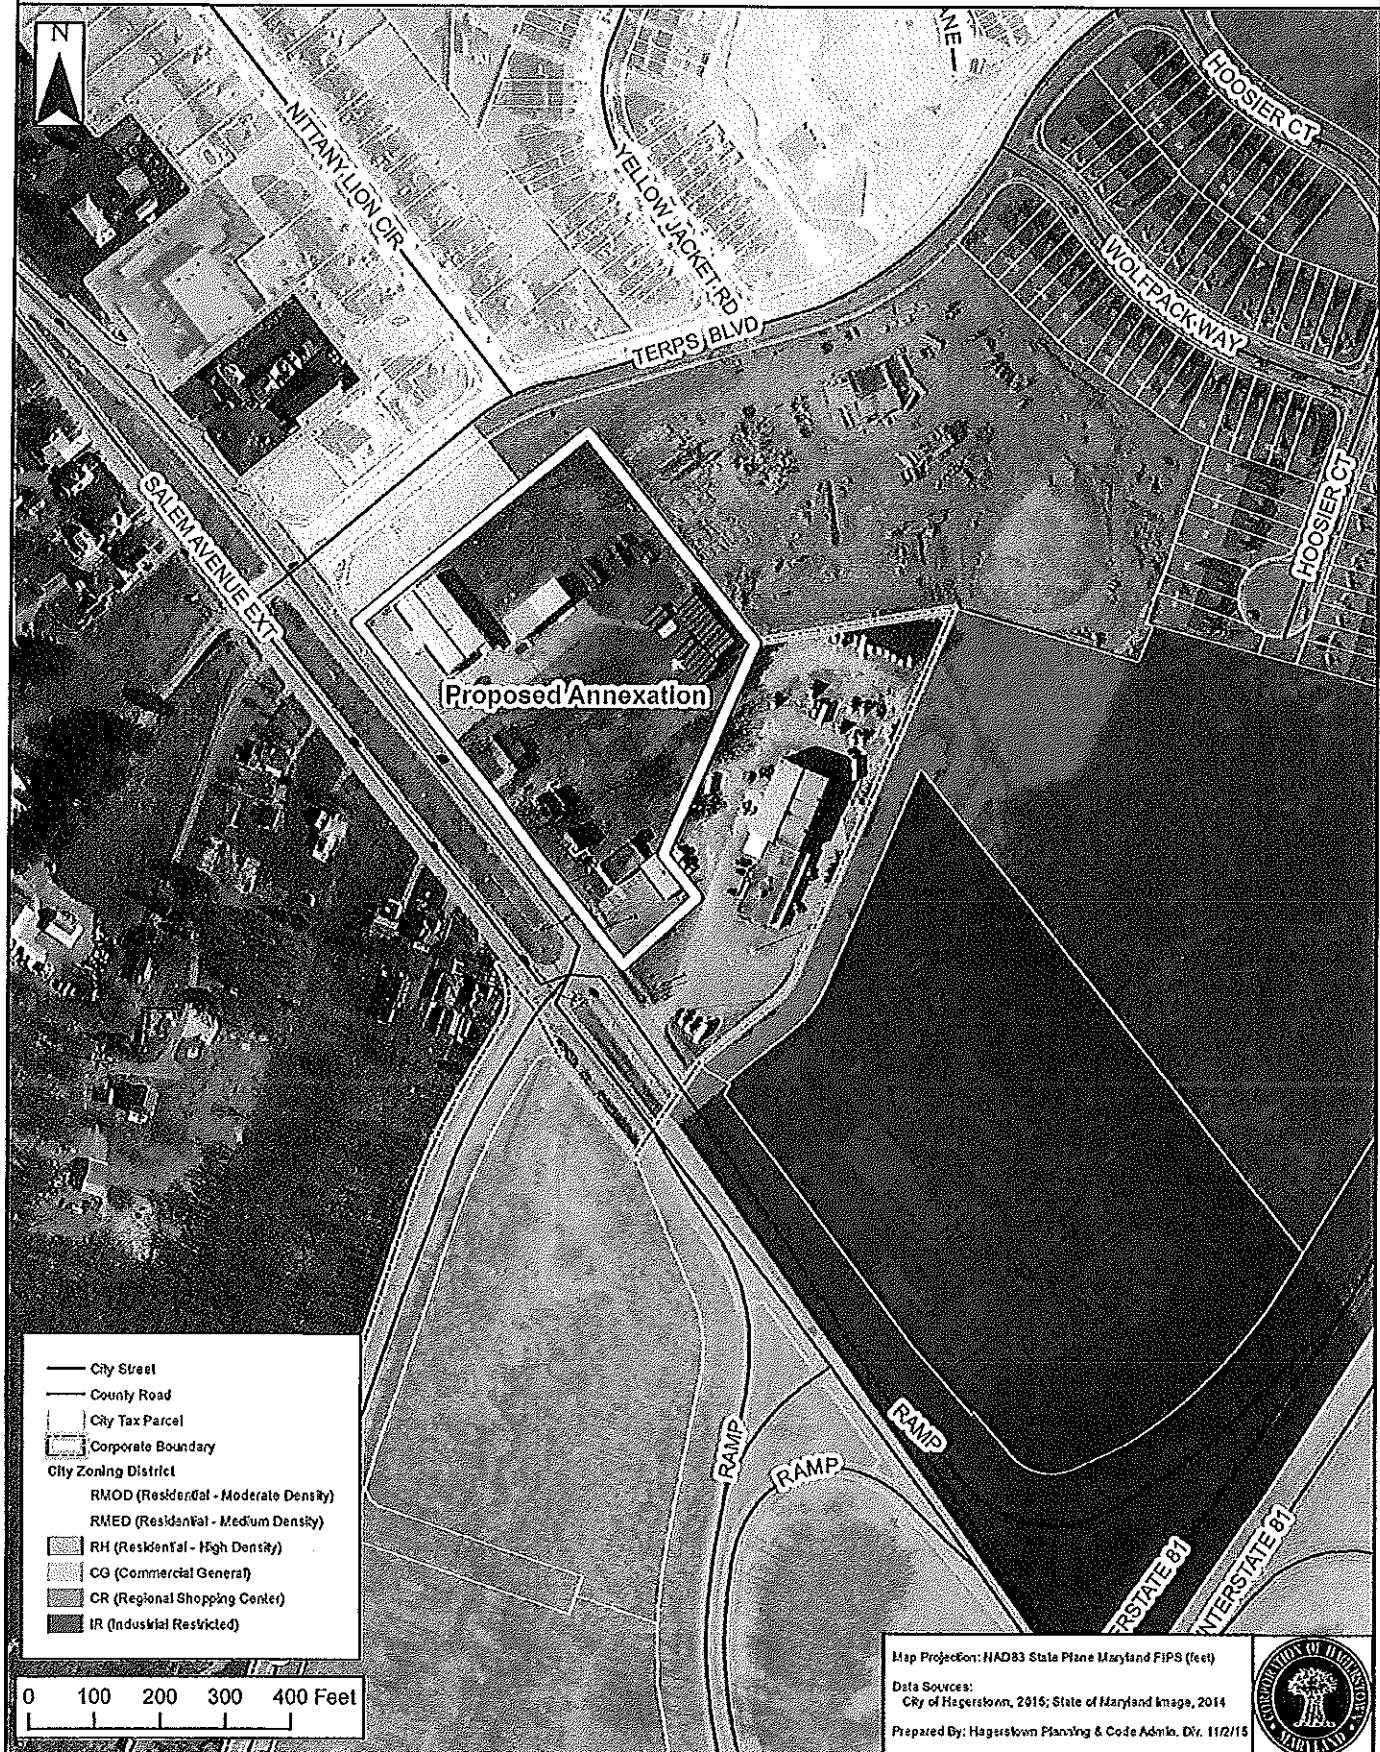 N
NITTANY LION CIR
YELLOW JACKET RD
HOOSIER CT
WOLFPACK WAY
TERPS BLVD
SALEM AVENUE EXT
HOOSIER CT
Proposed Annexation
RAMP
RAMP
RAMP
INTERSTATE 81
City Street
County Road
City Tax Parcel
Corporate Boundary
City Zoning District
RMOD (Residential - Moderate Density)
RMED (Residential - Medium Density)
RH (Residential - High Density)
CG (Commercial General)
CR (Regional Shopping Center)
IR (Industrial Restricted)
0 100 200 300 400 Feet
Map Projection: NAD83 State Plane Maryland FIPS (feet)
Data Sources:
City of Hagerstown, 2015; State of Maryland Image, 2014
Prepared By: Hagerstown Planning & Code Admin. Div. 11/2/15
CORPORATION OF HAGERSTOWN
MARYLAND